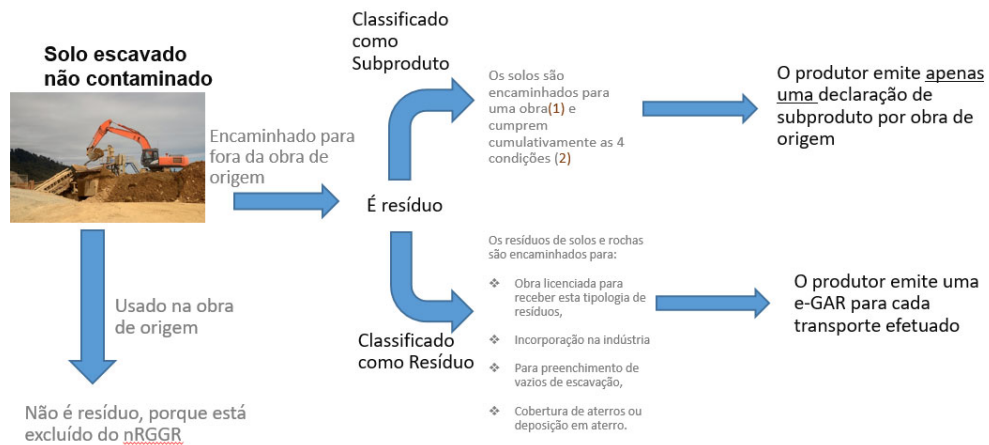 Solo escavado
não contaminado
Encaminhado para
fora da obra de
origem
Usado na obra
de origem
Não é resíduo, porque está
excluído do nRGGR
É resíduo
Classificado
como
Subproduto
Os solos são
encaminhados para
uma obra(1) e
cumprem
cumulativamente as 4
condições (2)
O produtor emite apenas
uma declaração de
subproduto por obra de
origem
Classificado
como Resíduo
Os resíduos de solos e rochas
são encaminhados para:
❖ Obra licenciada para
receber esta tipologia de
resíduos,
❖ Incorporação na indústria
❖ Para preenchimento de
vazios de escavação,
❖ Cobertura de aterros ou
deposição em aterro.
O produtor emite uma
e-GAR para cada
transporte efetuado